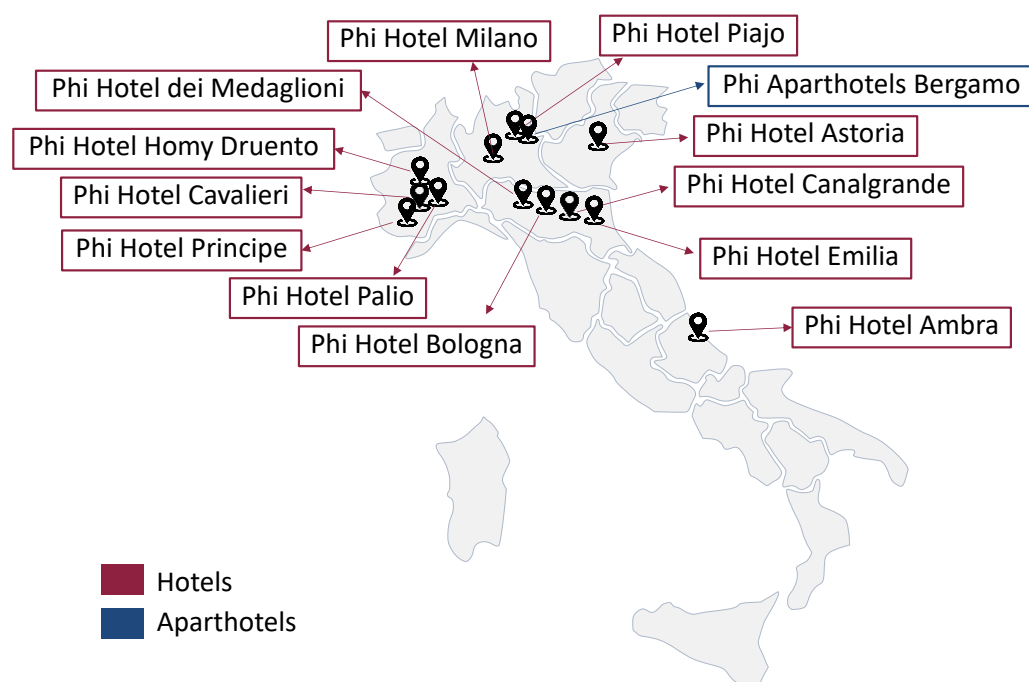 Phi Hotel Milano
Phi Hotel Piajo
Phi Hotel dei Medaglioni
Phi Aparthotels Bergamo
Phi Hotel Homy Druento
Phi Hotel Astoria
Phi Hotel Cavalieri
Phi Hotel Canalgrande
Phi Hotel Principe
Phi Hotel Emilia
Phi Hotel Palio
Phi Hotel Bologna
Phi Hotel Ambra
Hotels
Aparthotels